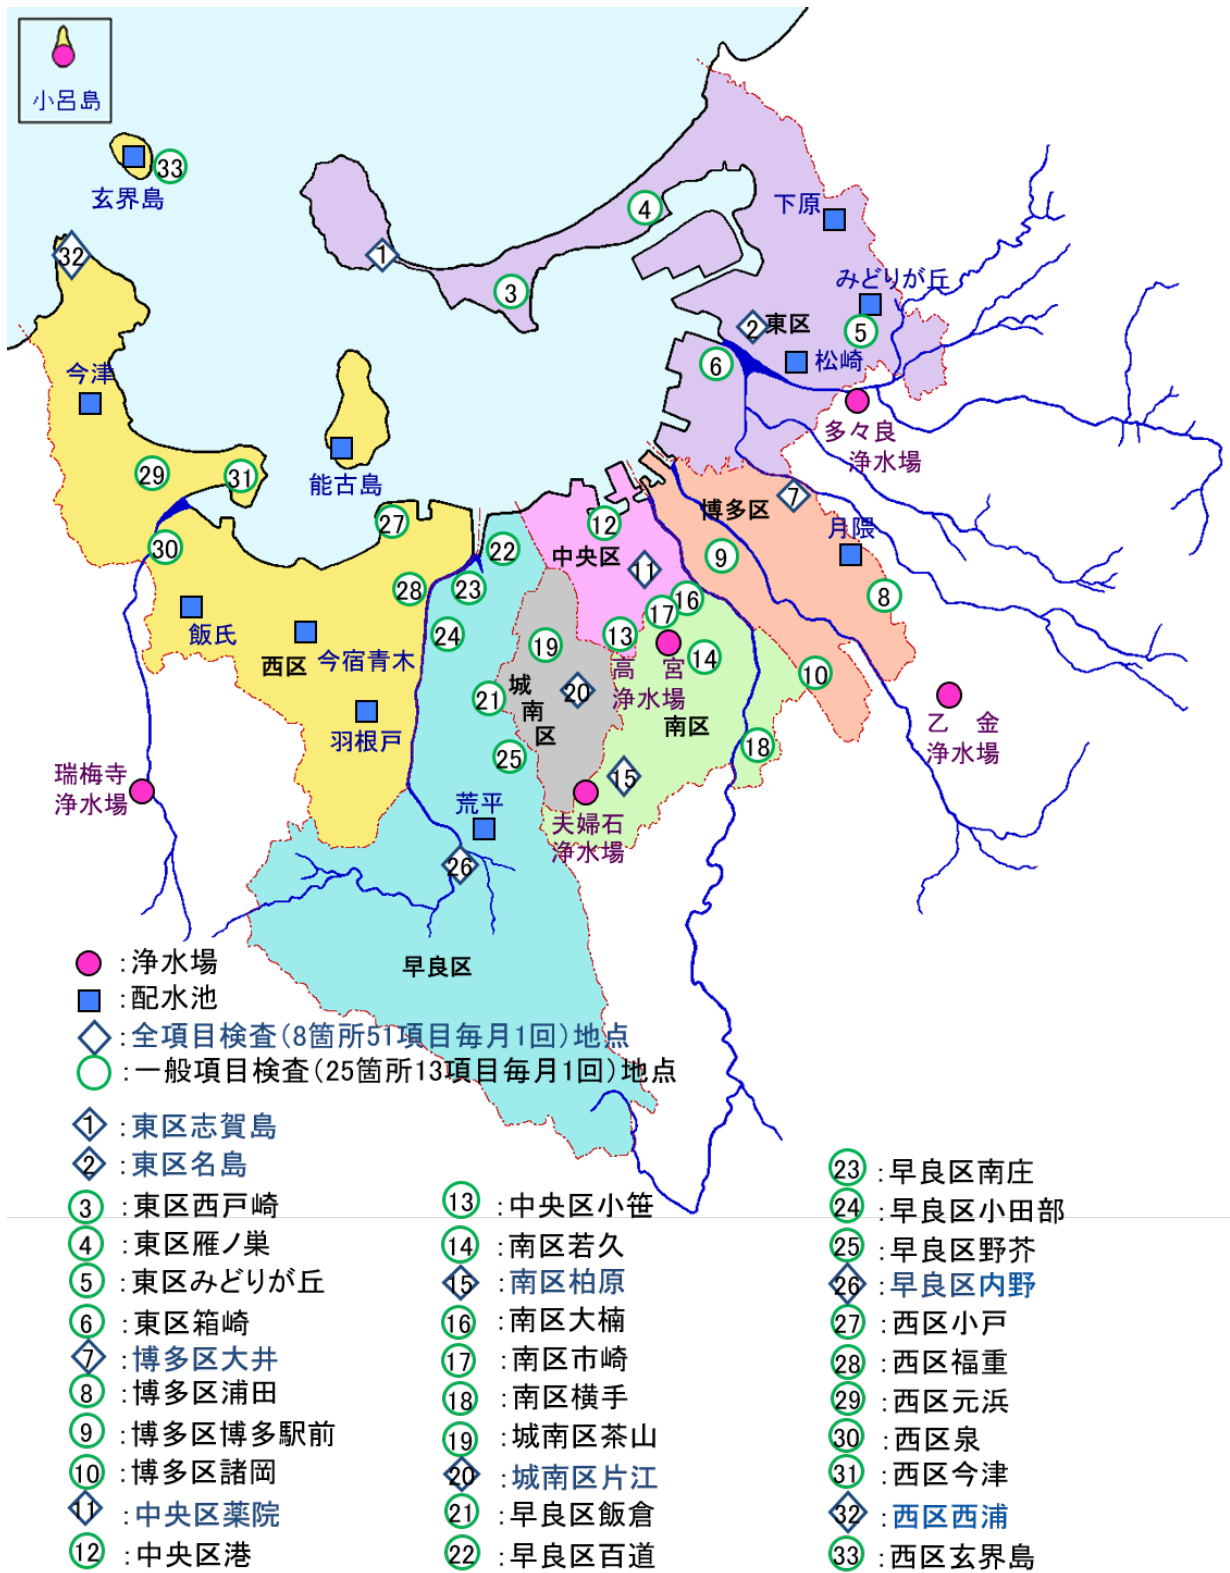 小呂島
33
玄界島
4
下原
32
1
3
みどりが丘
2
東区
5
6
松崎
今津
多々良
浄水場
29
31
能古島
7
博多区
27
12
月隈
30
22
中央区
9
11
28
23
16
8
飯氏
17
24
13
19
14
西区
今宿青木
高宮
浄水場
10
21
城南区
20
南区
乙金
浄水場
羽根戸
25
18
瑞梅寺
浄水場
15
荒平
夫婦石
浄水場
26
早良区
:浄水場
:配水池
:全項目検査(8箇所51項目毎月1回)地点
:一般項目検査(25箇所13項目毎月1回)地点
1:東区志賀島
2:東区名島
3:東区西戸崎
4:東区雁ノ巣
5:東区みどりが丘
6:東区箱崎
7:博多区大井
8:博多区浦田
9:博多区博多駅前
10:博多区諸岡
11:中央区薬院
12:中央区港
13:中央区小笹
14:南区若久
15:南区柏原
16:南区大楠
17:南区市崎
18:南区横手
19:城南区茶山
20:城南区片江
21:早良区飯倉
22:早良区百道
23:早良区南庄
24:早良区小田部
25:早良区野芥
26:早良区内野
27:西区小戸
28:西区福重
29:西区元浜
30:西区泉
31:西区今津
32:西区西浦
33:西区玄界島